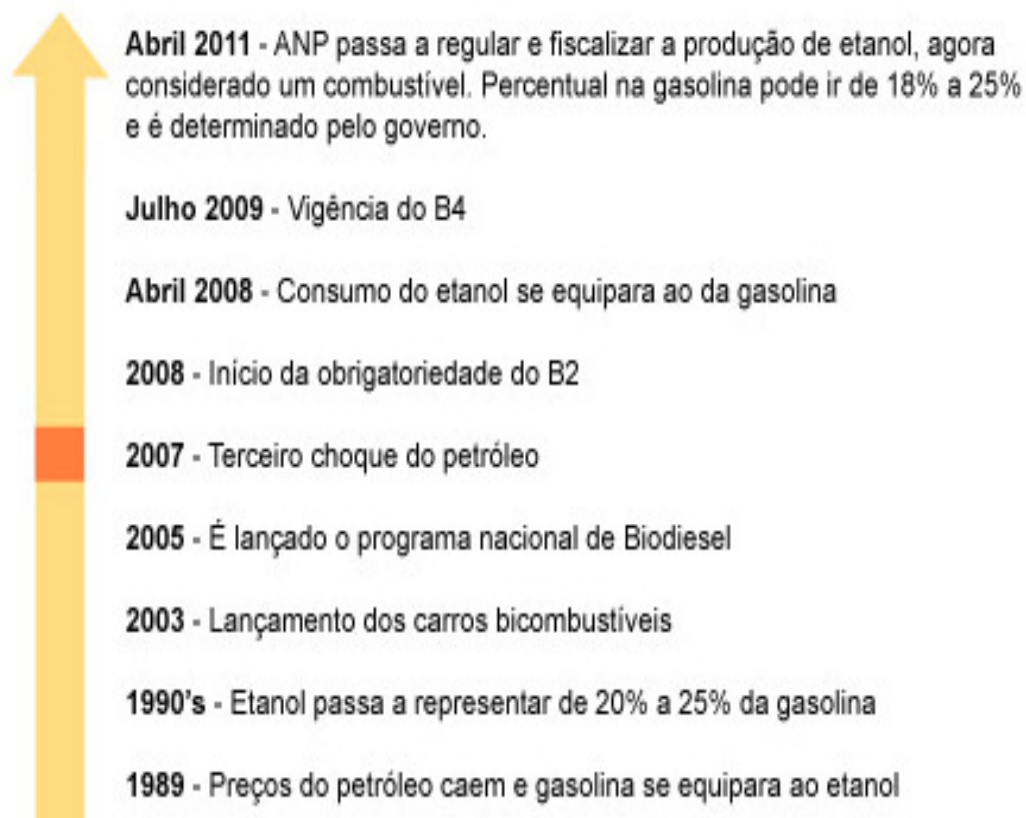 Abril 2011 - ANP passa a regular e fiscalizar a produção de etanol, agora
considerado um combustível. Percentual na gasolina pode ir de 18% a 25%
e é determinado pelo governo.
Julho 2009 - Vigência do B4
Abril 2008 - Consumo do etanol se equipara ao da gasolina
2008 - Início da obrigatoriedade do B2
2007 - Terceiro choque do petróleo
2005 - É lançado o programa nacional de Biodiesel
2003 - Lançamento dos carros bicombustíveis
1990's - Etanol passa a representar de 20% a 25% da gasolina
1989 - Preços do petróleo caem e gasolina se equipara ao etanol